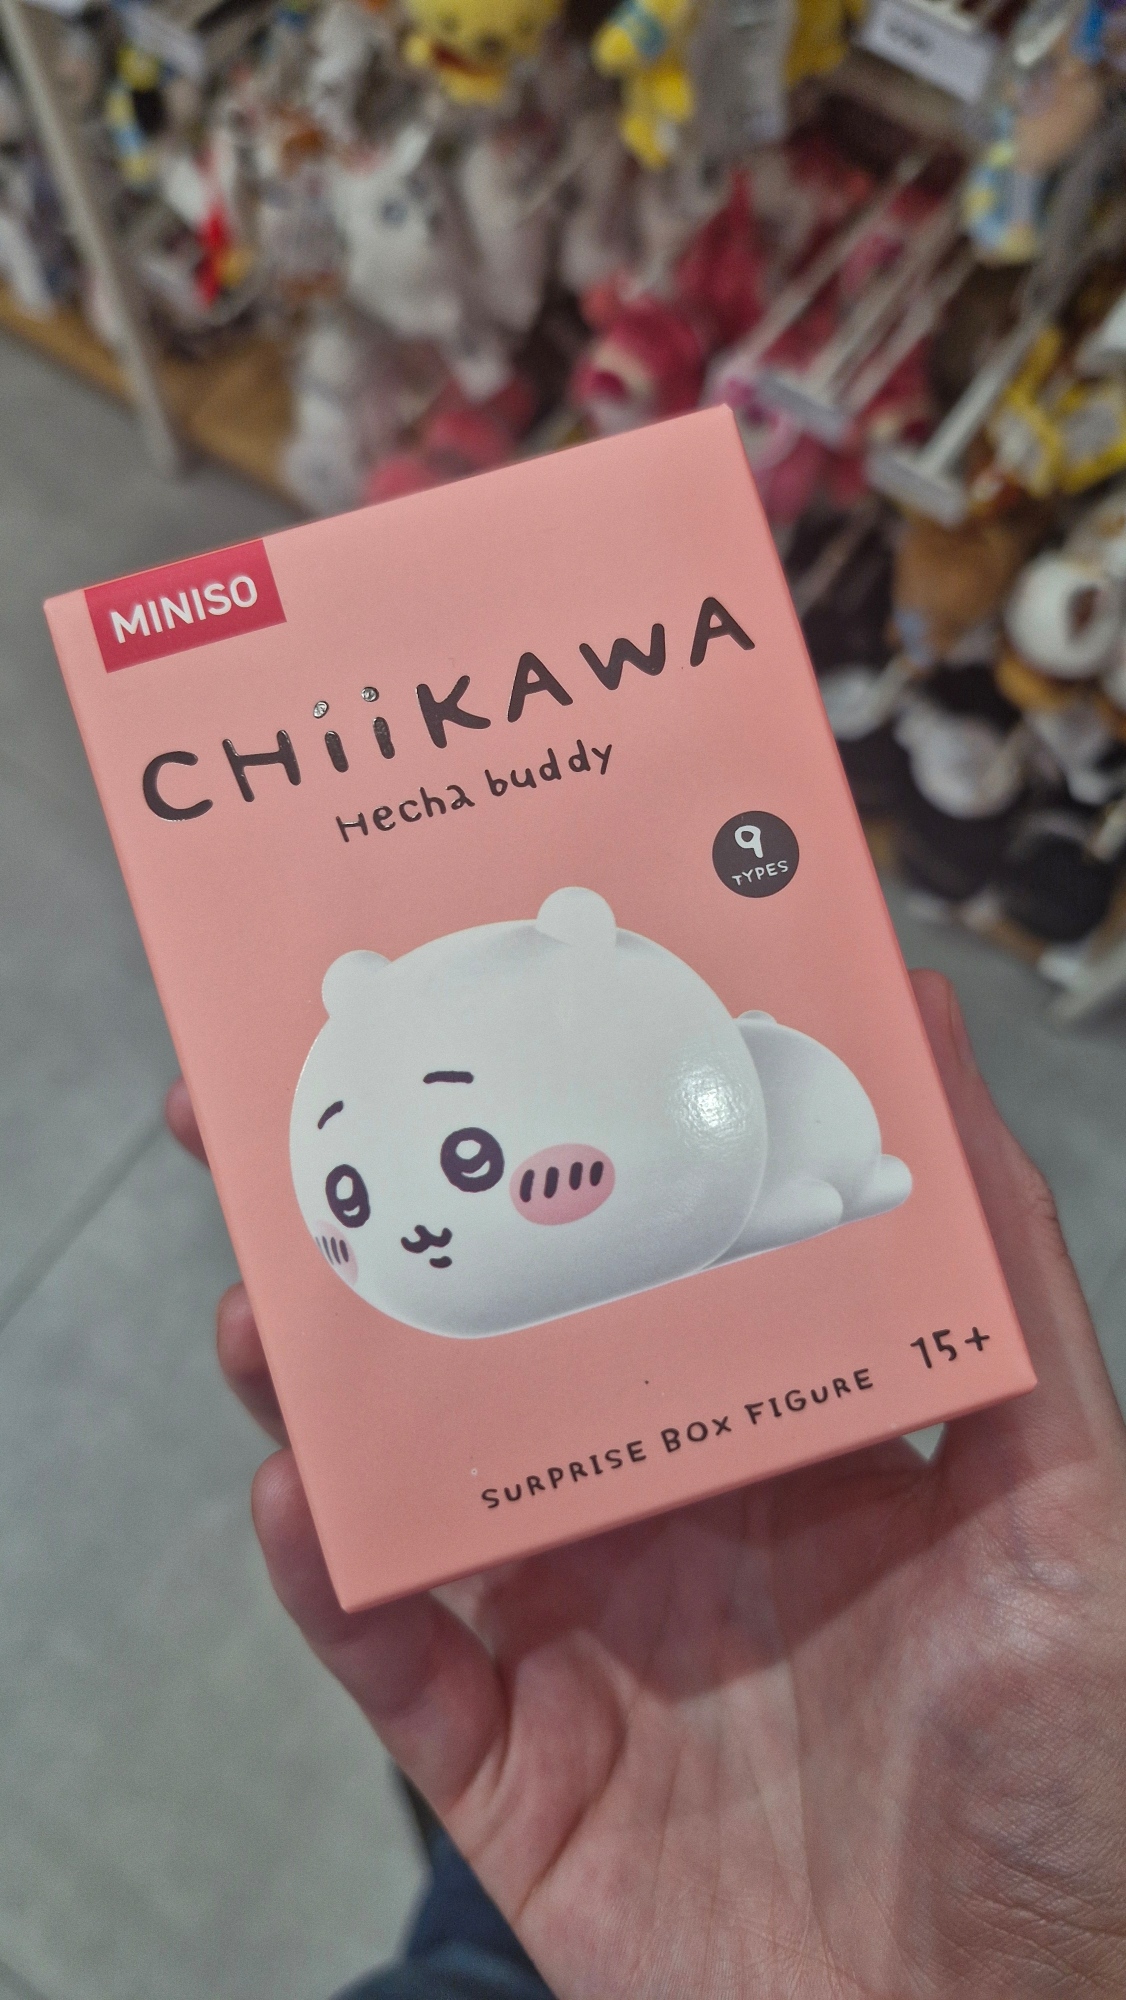 MINISO
CHiiKAWA
Hecha buddy
9
TYPES
SURPRISE BOX FIGURE 15+